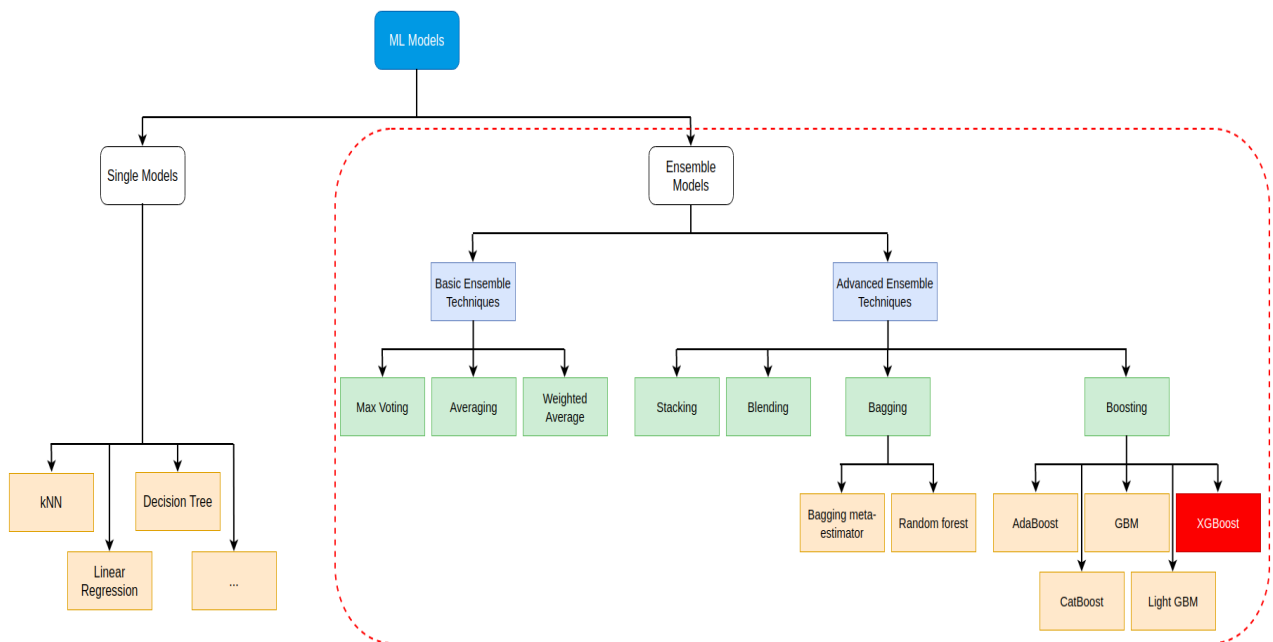 ML Models
Single Models
Ensemble
Models
Basic Ensemble
Techniques
Advanced Ensemble
Techniques
Max Voting
Averaging
Weighted
Average
Stacking
Blending
Bagging
Boosting
kNN
Decision Tree
Linear
Regression
...
Bagging meta-
estimator
Random forest
AdaBoost
GBM
XGBoost
CatBoost
Light GBM